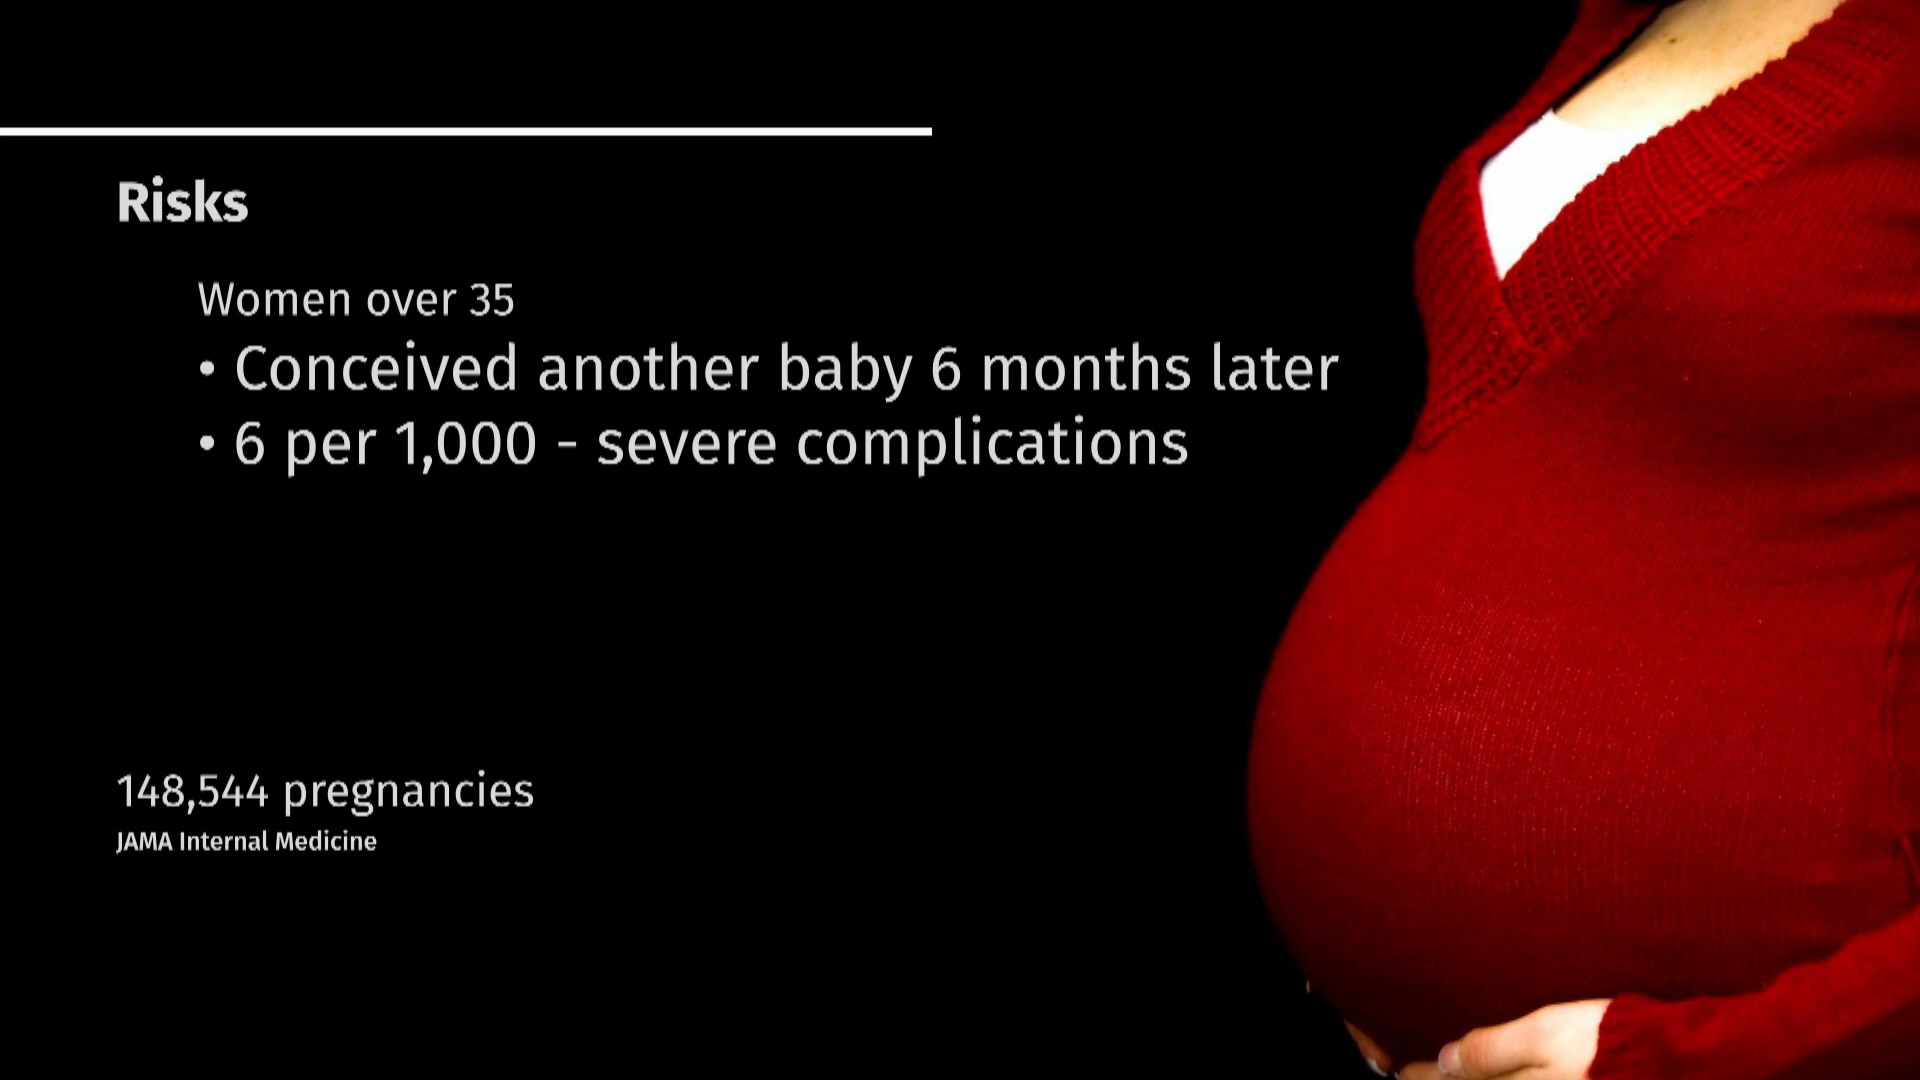 Risks
Women over 35
• Conceived another baby 6 months later
• 6 per 1,000 - severe complications
148,544 pregnancies
JAMA Internal Medicine